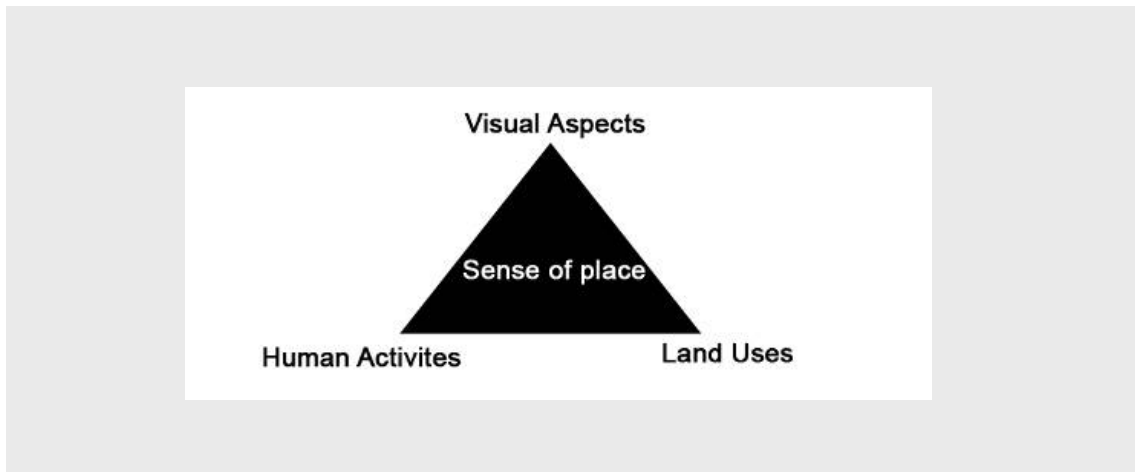 Visual Aspects
Sense of place
Human Activites
Land Uses